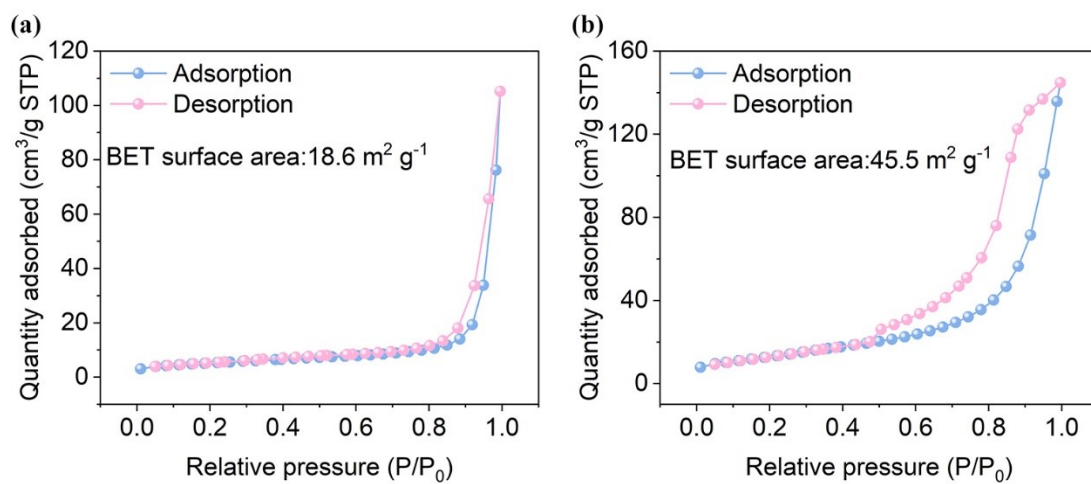 (a)
Quantity adsorbed (cm³/g STP)
120
100
80
60
40
20
0
Adsorption
Desorption
BET surface area:18.6 m² g⁻¹
0.0 0.2 0.4 0.6 0.8 1.0
Relative pressure (P/P₀)
(b)
Quantity adsorbed (cm³/g STP)
160
120
80
40
0
Adsorption
Desorption
BET surface area:45.5 m² g⁻¹
0.0 0.2 0.4 0.6 0.8 1.0
Relative pressure (P/P₀)